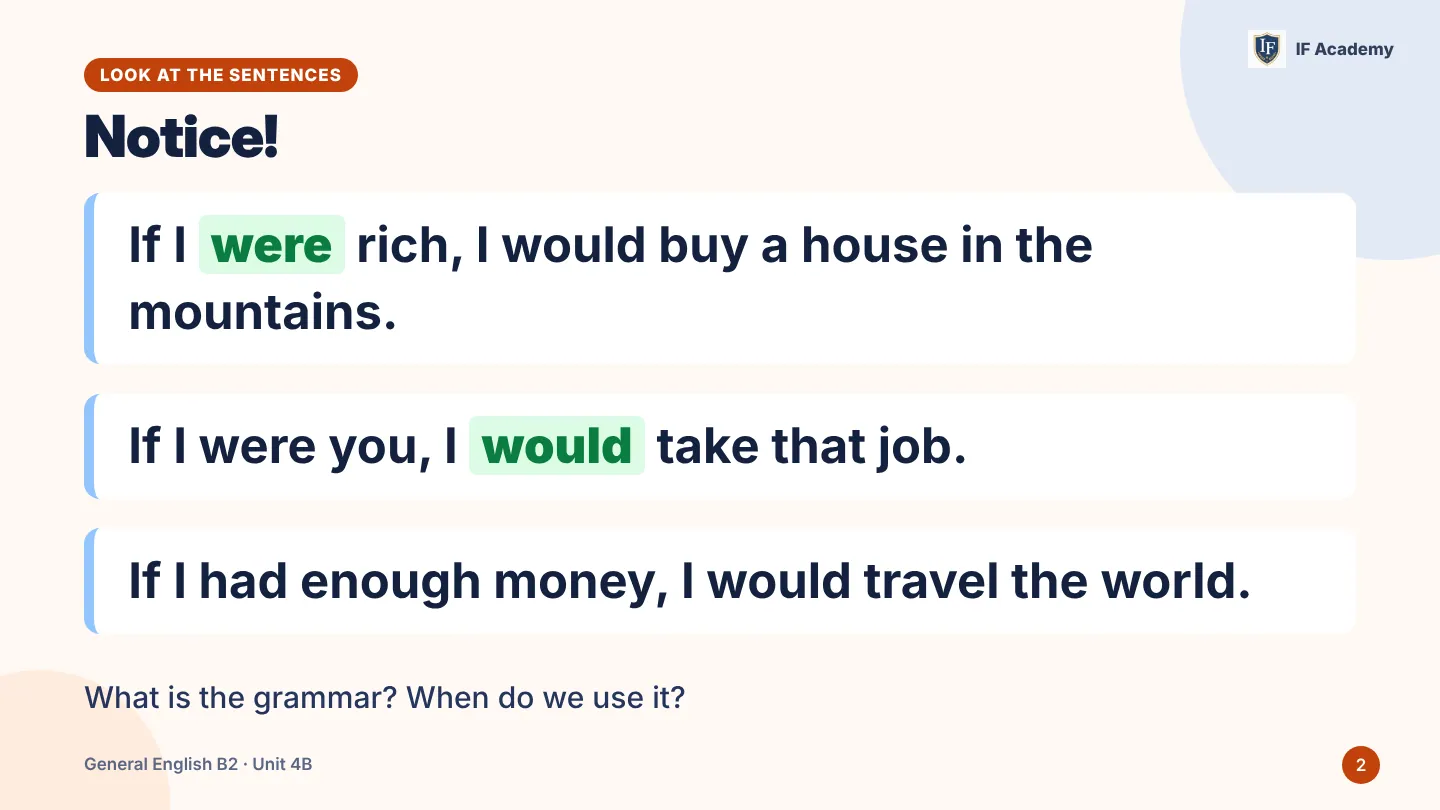 IF
IF Academy
LOOK AT THE SENTENCES
Notice!
If I were rich, I would buy a house in the
mountains.
If I were you, I would take that job.
If I had enough money, I would travel the world.
What is the grammar? When do we use it?
General English B2 · Unit 4B
2